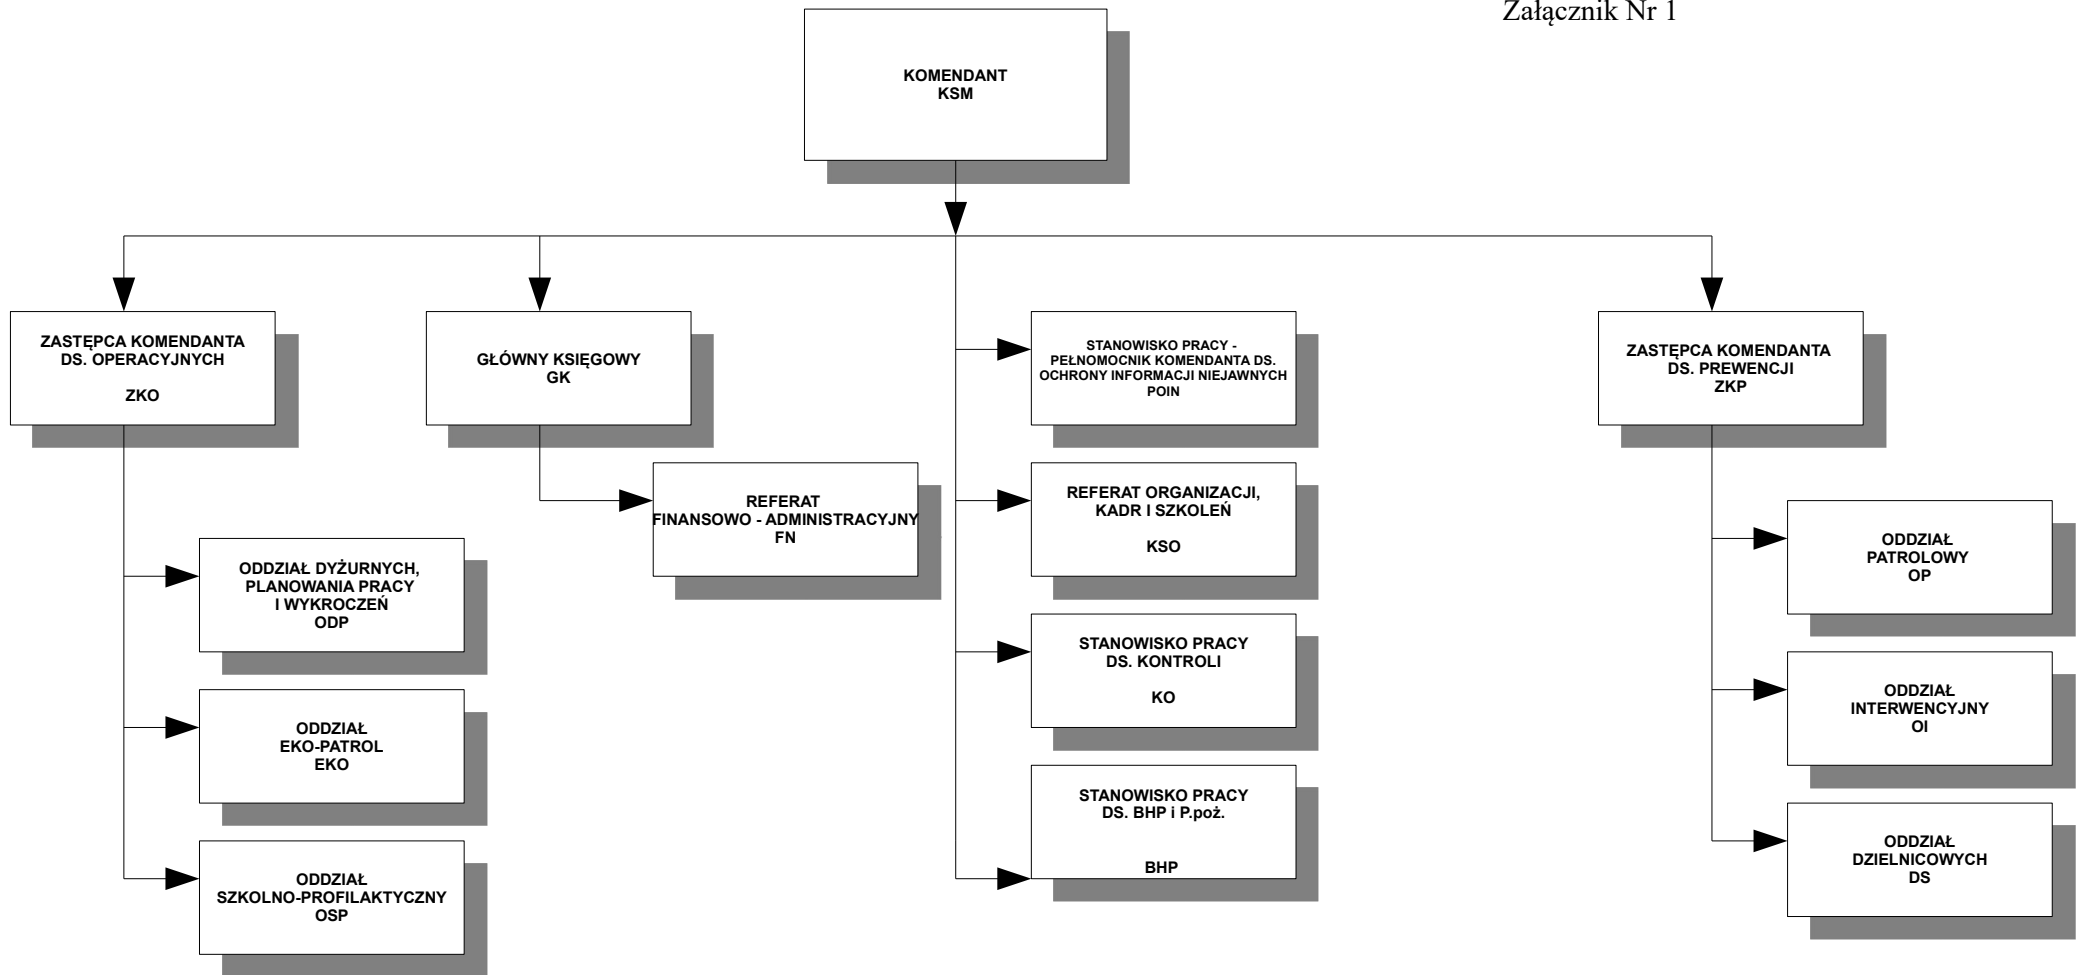 Załącznik Nr 1
KOMENDANT
KSM
ZASTĘPCA KOMENDANTA
DS. OPERACYJNYCH
ZKO
GŁÓWNY KSIĘGOWY
GK
STANOWISKO PRACY -
PEŁNOMOCNIK KOMENDANTA DS.
OCHRONY INFORMACJI NIEJAWNYCH
POIN
ZASTĘPCA KOMENDANTA
DS. PREWENCJI
ZKP
REFERAT
FINANSOWO - ADMINISTRACYJNY
FN
REFERAT ORGANIZACJI,
KADR I SZKOLEŃ
KSO
ODDZIAŁ
PATROLOWY
OP
ODDZIAŁ DYŻURNYCH,
PLANOWANIA PRACY
I WYKROCZEŃ
ODP
STANOWISKO PRACY
DS. KONTROLI
KO
ODDZIAŁ
INTERWENCYJNY
OI
ODDZIAŁ
EKO-PATROL
EKO
STANOWISKO PRACY
DS. BHP i P.poż.
BHP
ODDZIAŁ
DZIELNICOWYCH
DS
ODDZIAŁ
SZKOLNO-PROFILAKTYCZNY
OSP